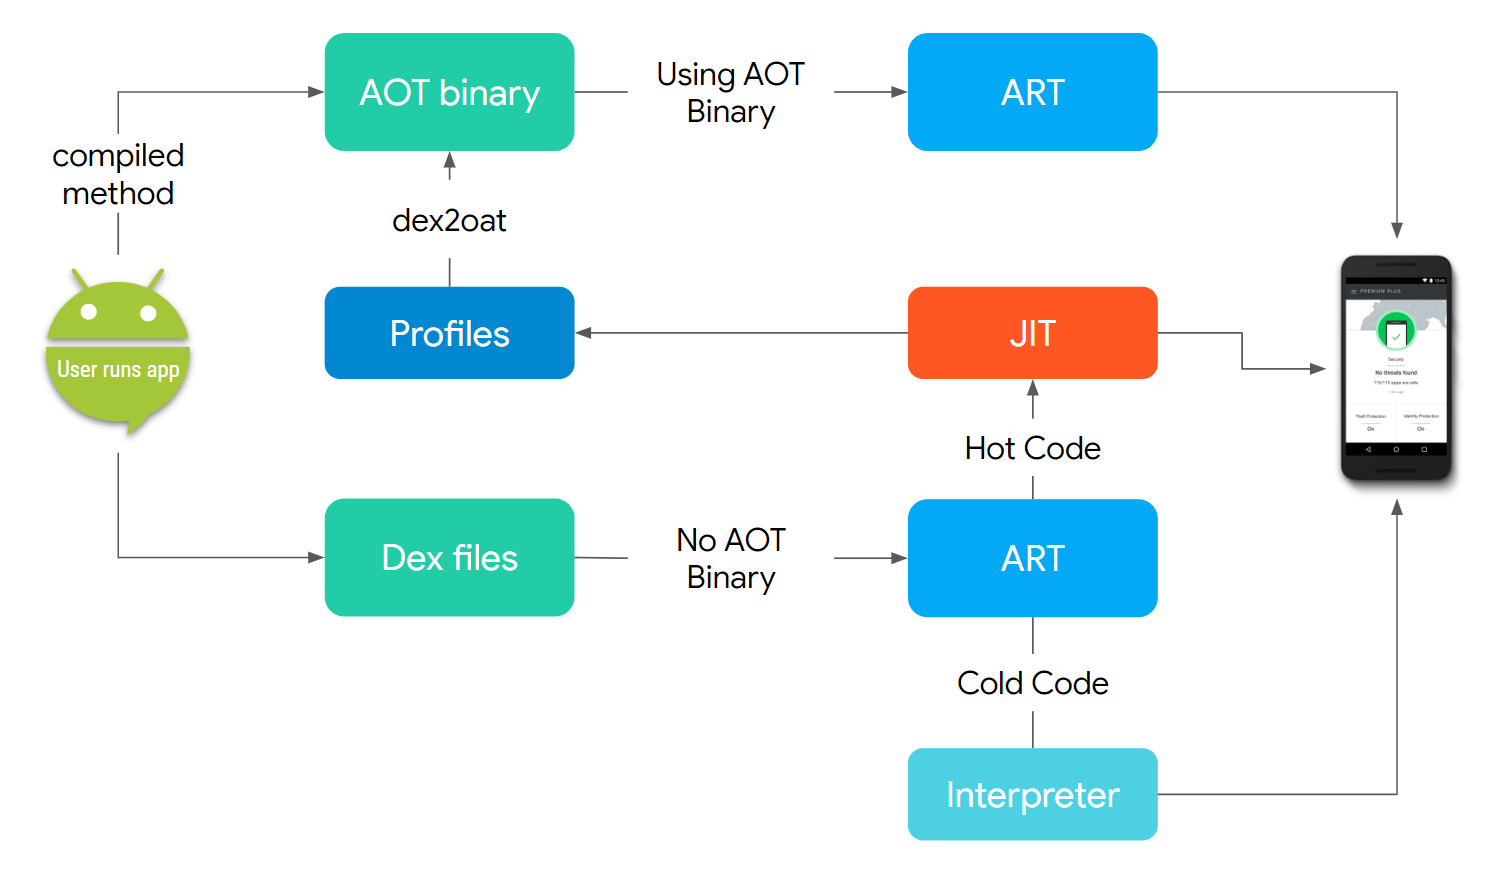 AOT binary
Using AOT
Binary
ART
compiled
method
dex2oat
User runs app
Profiles
JIT
PREMIUM PLUS
Security
No threats found
Theft Protection
Identity Protection
On
On
Hot Code
Dex files
No AOT
Binary
ART
Cold Code
Interpreter